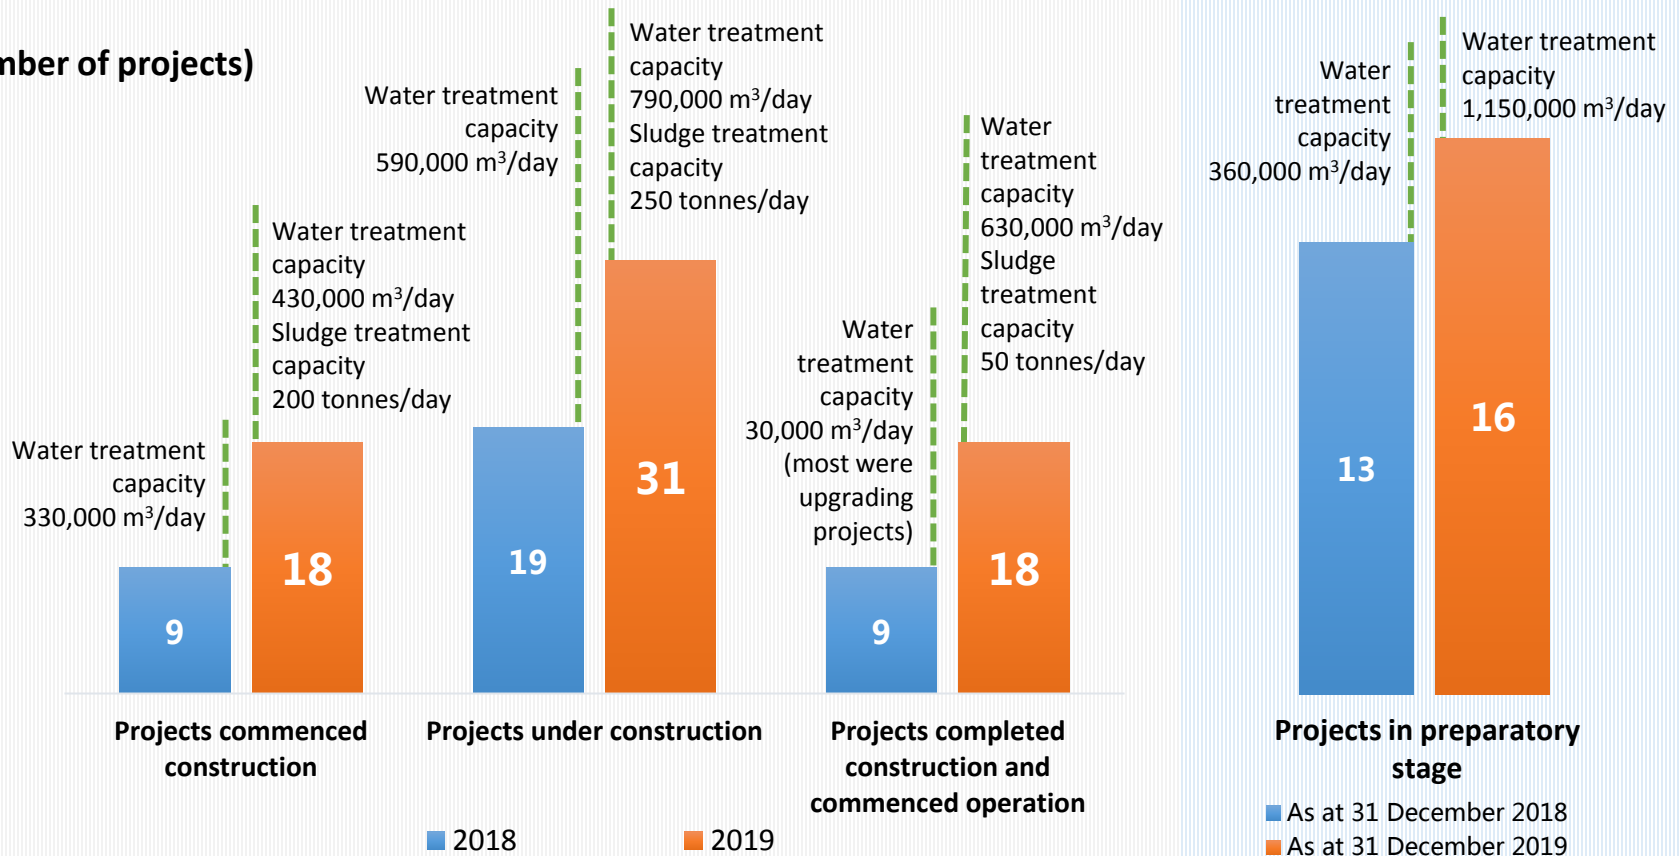 mber of projects)
Water treatment
capacity
330,000 m³/day
9
Water treatment
capacity
430,000 m³/day
Sludge treatment
capacity
200 tonnes/day
18
Projects commenced
construction
Water treatment
capacity
590,000 m³/day
19
Water treatment
capacity
790,000 m³/day
Sludge treatment
capacity
250 tonnes/day
31
Projects under construction
Water
treatment
capacity
30,000 m³/day
(most were
upgrading
projects)
9
Water
treatment
capacity
630,000 m³/day
Sludge
treatment
capacity
50 tonnes/day
18
Projects completed
construction and
commenced operation
2018
2019
Water
treatment
capacity
360,000 m³/day
13
Water treatment
capacity
1,150,000 m³/day
16
Projects in preparatory
stage
As at 31 December 2018
As at 31 December 2019